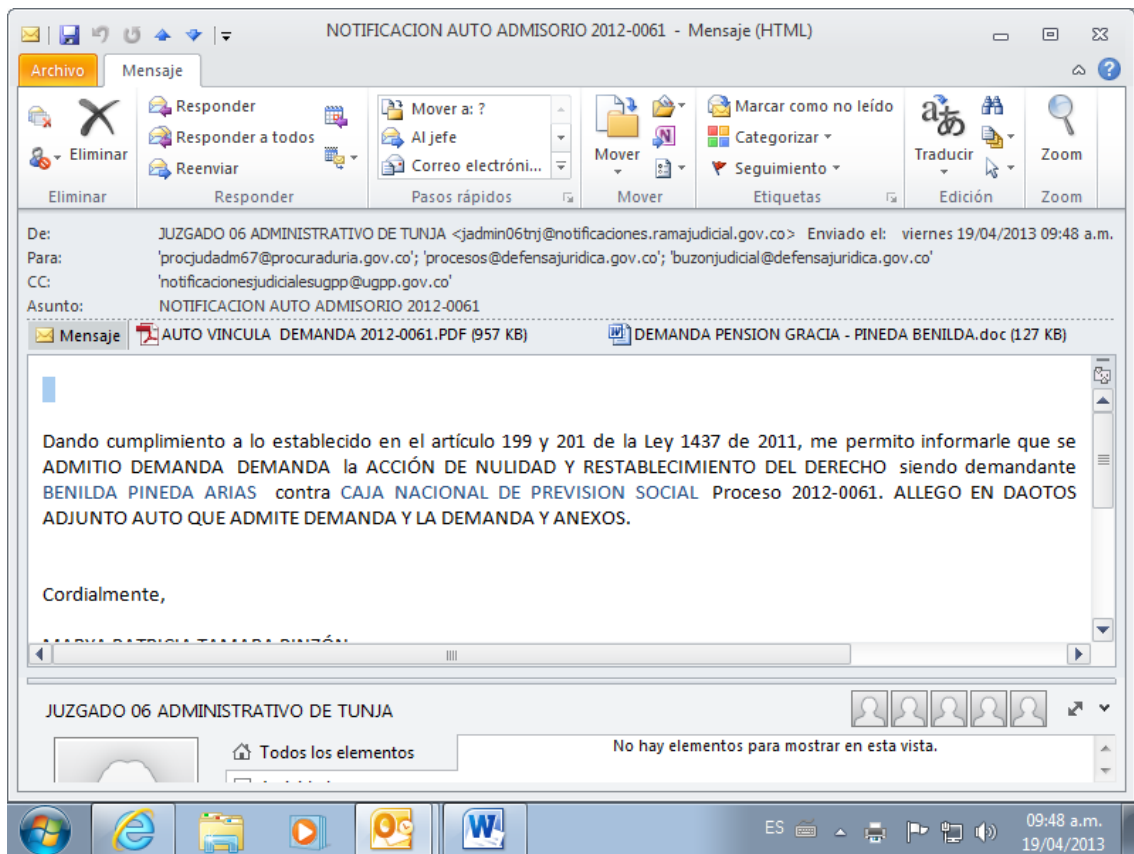 NOTIFICACION AUTO ADMISORIO 2012-0061 - Mensaje (HTML)
Archivo Mensaje
Eliminar
Responder
Responder a todos
Reenviar
Mover a: ?
Al jefe
Correo electróni...
Mover
Marcar como no leído
Categorizar
Seguimiento
Traducir
Zoom
Eliminar Responder Pasos rápidos Mover Etiquetas Edición Zoom
De: JUZGADO 06 ADMINISTRATIVO DE TUNJA <jadmin06tnj@notificaciones.ramajudicial.gov.co> Enviado el: viernes 19/04/2013 09:48 a.m.
Para: 'procjudadm67@procuraduria.gov.co'; 'procesos@defensajuridica.gov.co'; 'buzonjudicial@defensajuridica.gov.co'
CC: 'notificacionesjudicialesugpp@ugpp.gov.co'
Asunto: NOTIFICACION AUTO ADMISORIO 2012-0061
Mensaje AUTO VINCULA DEMANDA 2012-0061.PDF (957 KB) DEMANDA PENSION GRACIA - PINEDA BENILDA.doc (127 KB)
Dando cumplimiento a lo establecido en el artículo 199 y 201 de la Ley 1437 de 2011, me permito informarle que se
ADMITIO DEMANDA DEMANDA la ACCIÓN DE NULIDAD Y RESTABLECIMIENTO DEL DERECHO siendo demandante
BENILDA PINEDA ARIAS contra CAJA NACIONAL DE PREVISION SOCIAL Proceso 2012-0061. ALLEGO EN DAOTOS
ADJUNTO AUTO QUE ADMITE DEMANDA Y LA DEMANDA Y ANEXOS.
Cordialmente,
JUZGADO 06 ADMINISTRATIVO DE TUNJA
Todos los elementos
No hay elementos para mostrar en esta vista.
ES
09:48 a.m.
19/04/2013